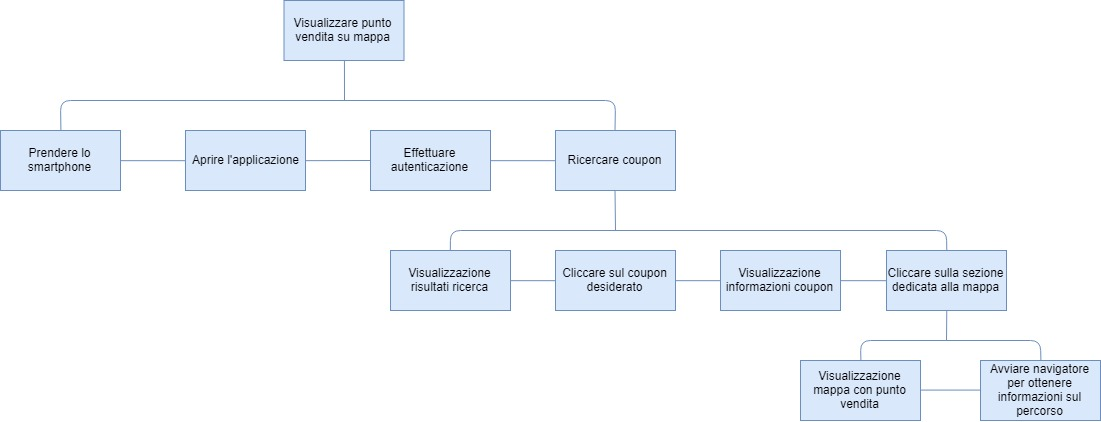 Visualizzare punto
vendita su mappa
Prendere lo
smartphone
Aprire l'applicazione
Effettuare
autenticazione
Ricercare coupon
Visualizzazione
risultati ricerca
Cliccare sul coupon
desiderato
Visualizzazione
informazioni coupon
Cliccare sulla sezione
dedicata alla mappa
Visualizzazione
mappa con punto
vendita
Avviare navigatore
per ottenere
informazioni sul
percorso